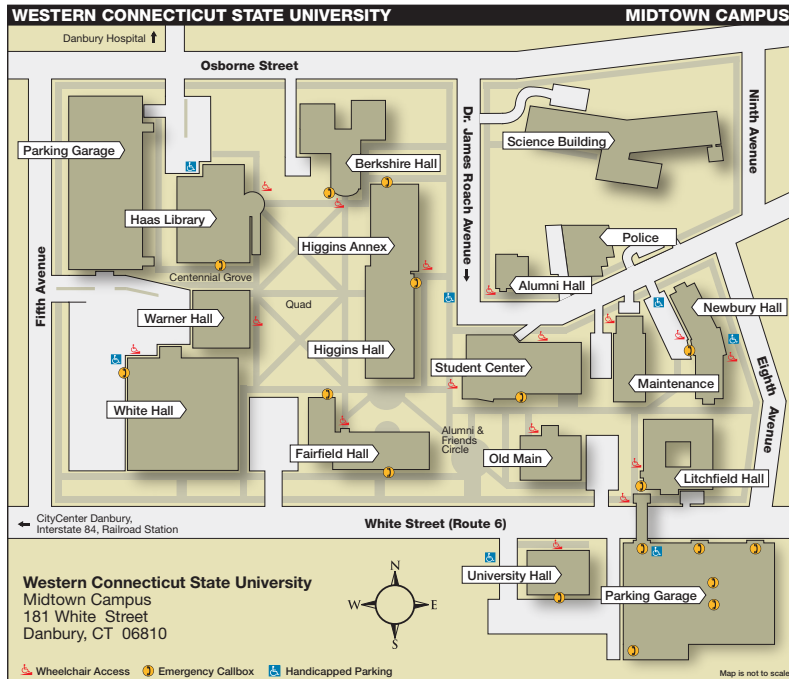 WESTERN CONNECTICUT STATE UNIVERSITY
MIDTOWN CAMPUS
Danbury Hospital
Osborne Street
Dr. James Roach Avenue
Ninth Avenue
Science Building
Parking Garage
Berkshire Hall
Haas Library
Higgins Annex
Police
Centennial Grove
Alumni Hall
Fifth Avenue
Quad
Newbury Hall
Warner Hall
Higgins Hall
Student Center
Maintenance
Eighth Avenue
White Hall
Fairfield Hall
Alumni &
Friends
Circle
Old Main
Litchfield Hall
CityCenter Danbury,
Interstate 84, Railroad Station
White Street (Route 6)
University Hall
Parking Garage
Western Connecticut State University
Midtown Campus
181 White Street
Danbury, CT 06810
N
W
E
S
Wheelchair Access
Emergency Callbox
Handicapped Parking
Map is not to scale